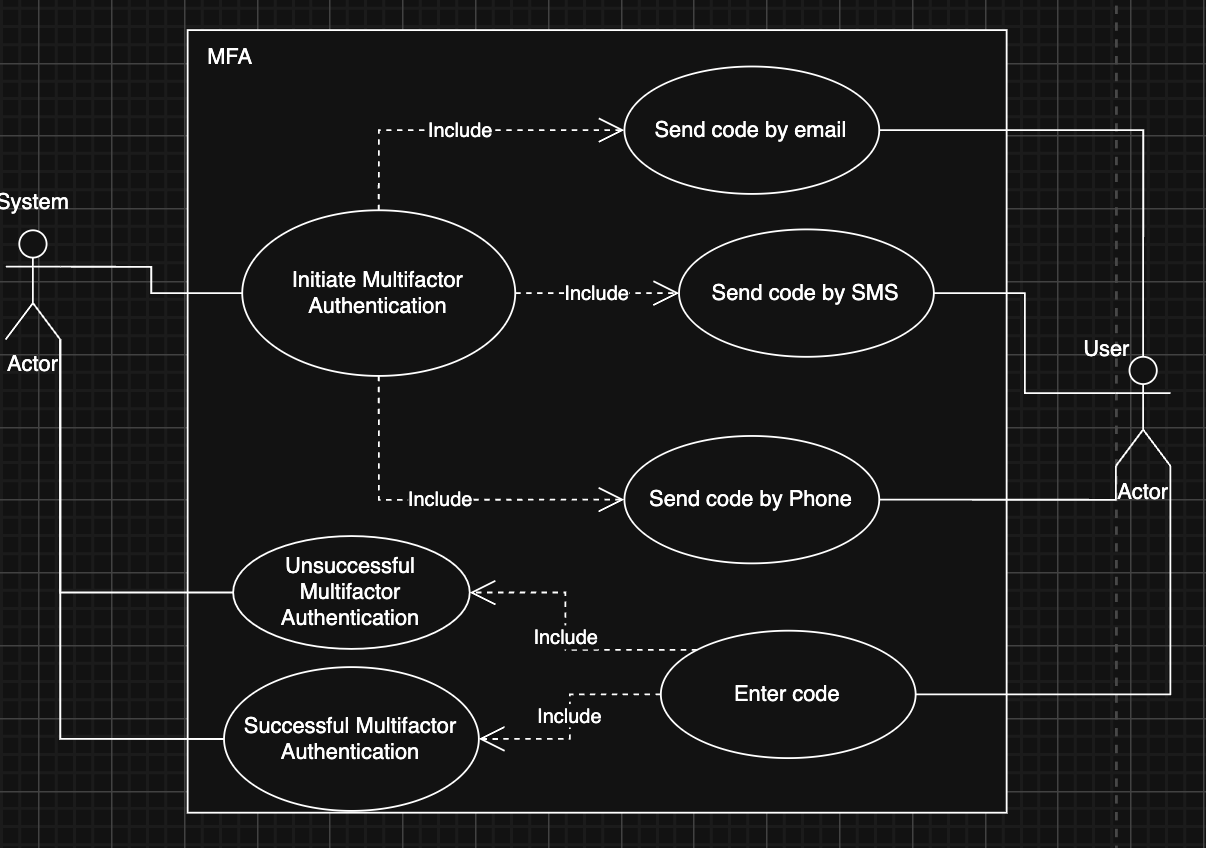 MFA
Include
Send code by email
System
Initiate Multifactor
Authentication
Include
Send code by SMS
User
Actor
Include
Send code by Phone
Actor
Unsuccessful
Multifactor
Authentication
Include
Enter code
Include
Successful Multifactor
Authentication